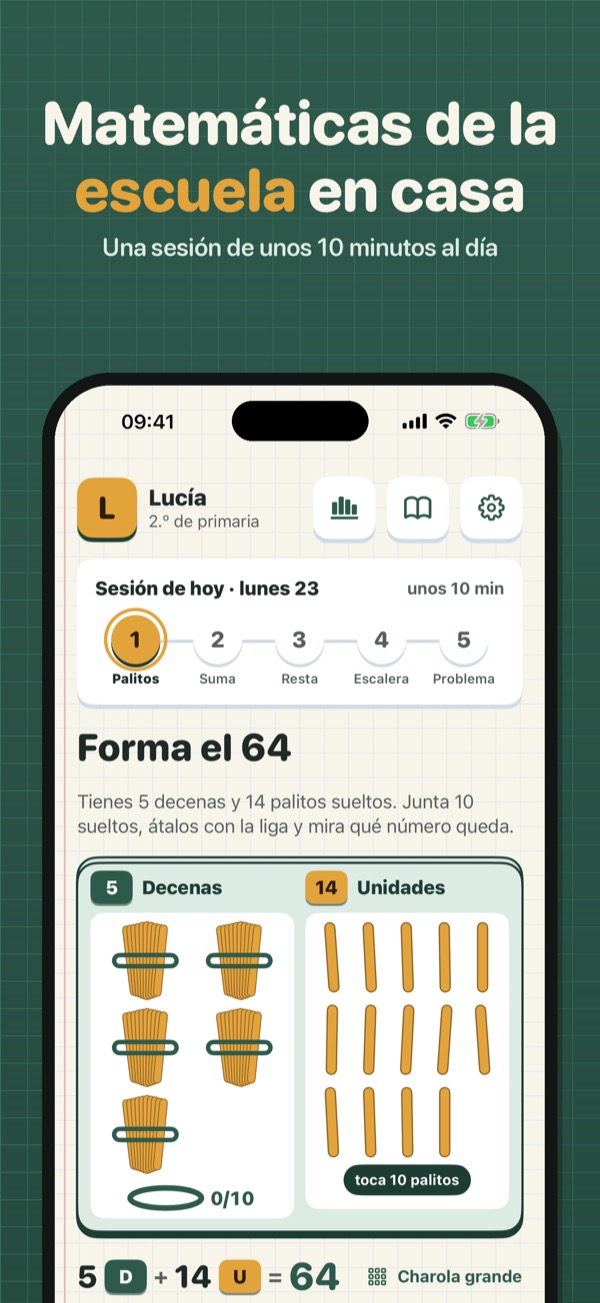 Matemáticas de la
escuela en casa
Una sesión de unos 10 minutos al día
09:41
L
Lucía
2.º de primaria
Sesión de hoy · lunes 23
unos 10 min
1 2 3 4 5
Palitos Suma Resta Escalera Problema
Forma el 64
Tienes 5 decenas y 14 palitos sueltos. Junta 10
sueltos, átalos con la liga y mira qué número queda.
5 Decenas
14 Unidades
0/10
toca 10 palitos
5 D + 14 U = 64
Charola grande